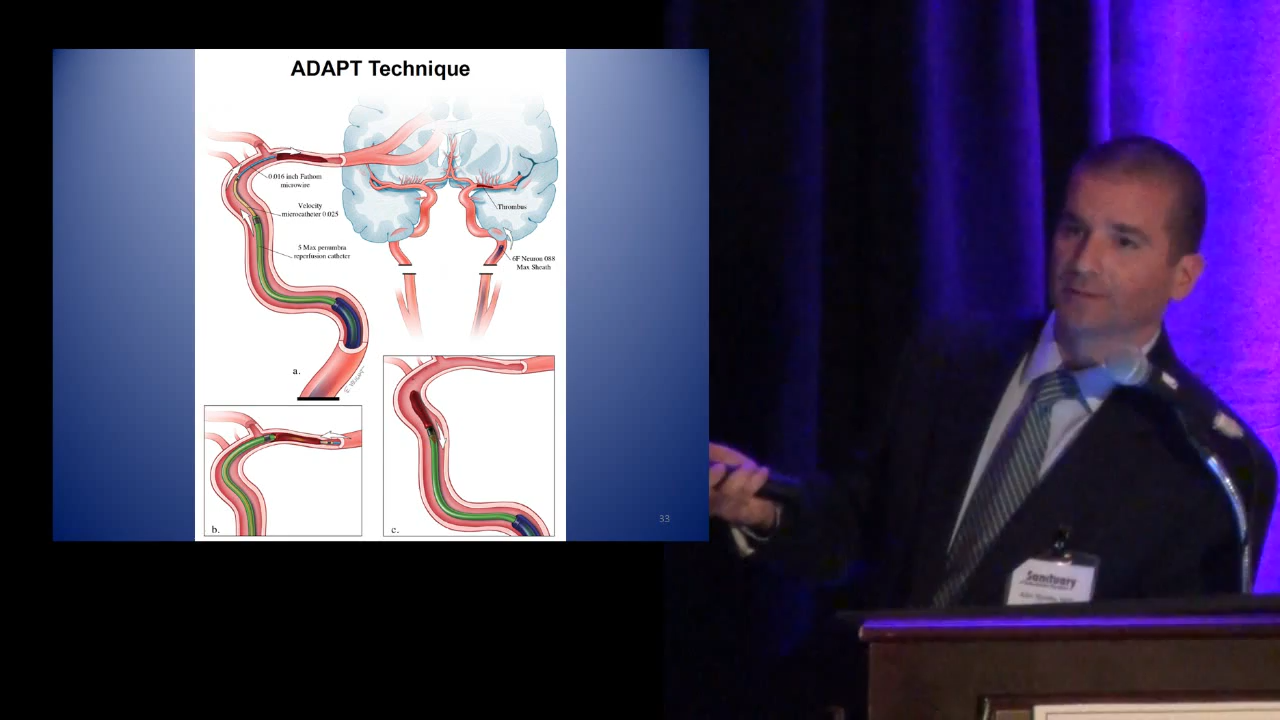 ADAPT Technique
0.016 inch Fathom
microwire
Velocity
microcatheter 0.025
5 Max penumbra
reperfusion catheter
Thrombus
6F Neuron 088
Max Sheath
a.
b.
c.
33
Sanctuary